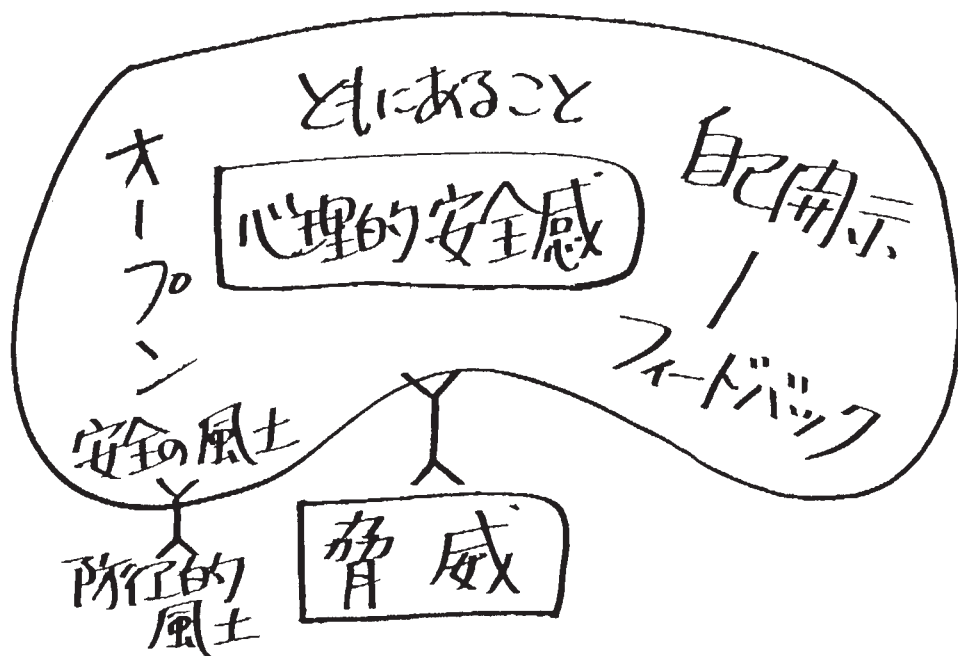 ともにあること
オープン
心理的安全感
自己開示
フィードバック
安全の風土
脅威
防衛的
風土